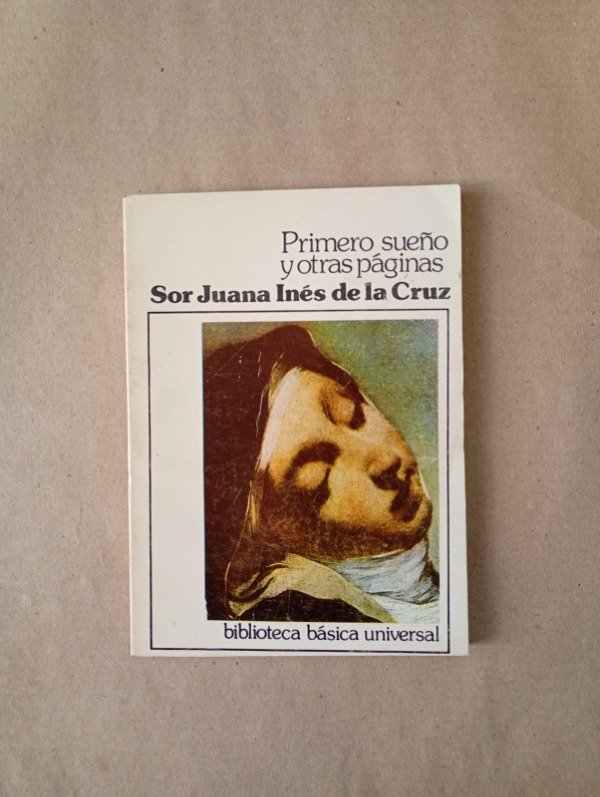 Primero sueño
y otras páginas
Sor Juana Inés de la Cruz
biblioteca básica universal